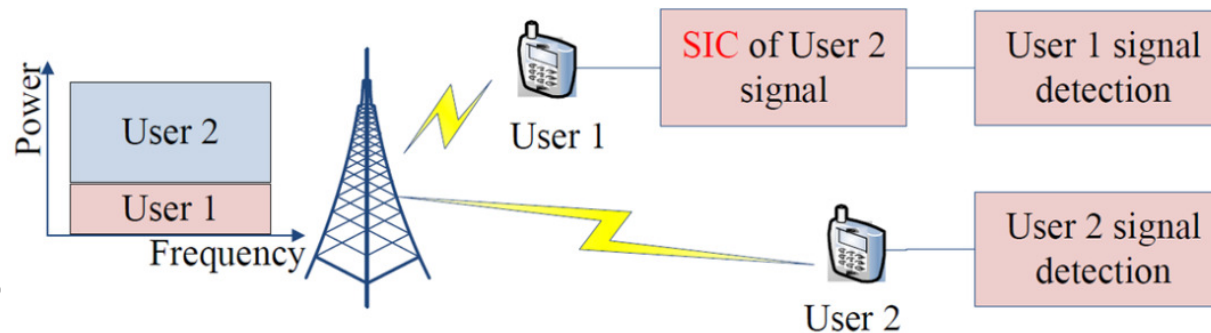 Power
User 2
User 1
Frequency
User 1
SIC of User 2
signal
User 1 signal
detection
User 2
User 2 signal
detection